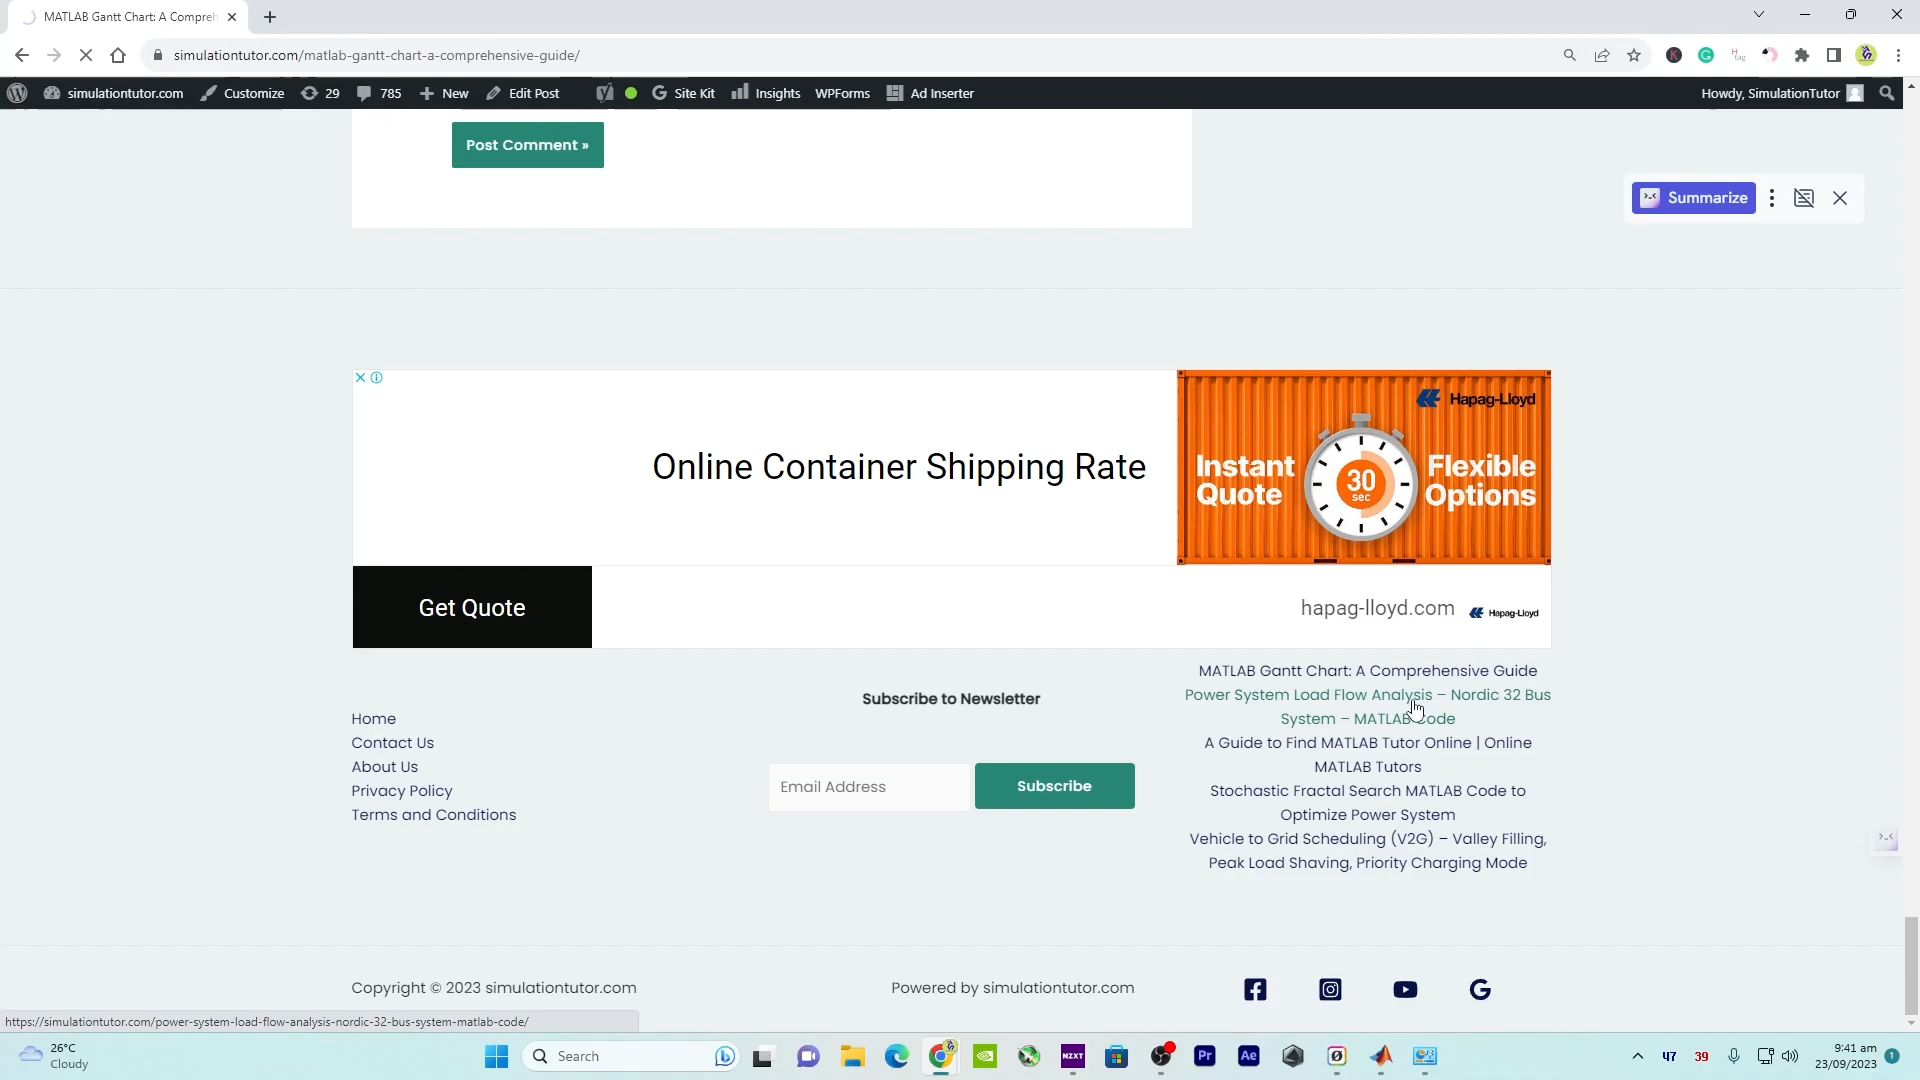 MATLAB Gantt Chart: A Compreh
simulationtutor.com/matlab-gantt-chart-a-comprehensive-guide/
simulationtutor.com Customize 29 785 New Edit Post Site Kit Insights WPForms Ad Inserter Howdy, SimulationTutor
Post Comment »
Summarize
Hapag-Lloyd
Online Container Shipping Rate
Instant Quote
30 sec
Flexible Options
Get Quote
hapag-lloyd.com Hapag-Lloyd
MATLAB Gantt Chart: A Comprehensive Guide
Power System Load Flow Analysis – Nordic 32 Bus
System – MATLAB Code
A Guide to Find MATLAB Tutor Online | Online
MATLAB Tutors
Stochastic Fractal Search MATLAB Code to
Optimize Power System
Vehicle to Grid Scheduling (V2G) – Valley Filling,
Peak Load Shaving, Priority Charging Mode
Subscribe to Newsletter
Email Address Subscribe
Home
Contact Us
About Us
Privacy Policy
Terms and Conditions
Copyright © 2023 simulationtutor.com
Powered by simulationtutor.com
https://simulationtutor.com/power-system-load-flow-analysis-nordic-32-bus-system-matlab-code/
26°C
Cloudy
Search
NZXT
Pr
Ae
47
39
9:41 am
23/09/2023
1